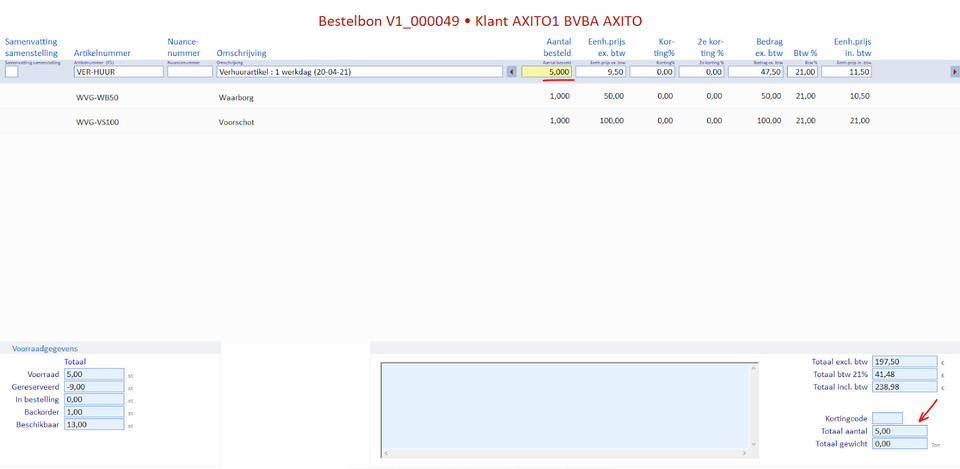 Bestelbon V1_000049 • Klant AXITO1 BVBA AXITO
Samenvatting samenstelling Artikelnummer Nuance-nummer Omschrijving Aantal besteld Eenh.prijs ex. btw Kor-ting% 2e kor-ting % Bedrag ex. btw Btw % Eenh.prijs in. btw
Samenvatting samenstelling Artikelnummer (F5) Nuancenummer Omschrijving Aantal besteld Eenh. prijs ex. btw Korting% 2e korting % Bedrag ex. btw Btw % Eenh. prijs in. btw
VER-HUUR Verhuurartikel : 1 werkdag (20-04-21) 5,000 9,50 0,00 0,00 47,50 21,00 11,50
WVG-WB50 Waarborg 1,000 50,00 0,00 0,00 50,00 21,00 10,50
WVG-VS100 Voorschot 1,000 100,00 0,00 0,00 100,00 21,00 21,00
Voorraadgegevens
Totaal
Voorraad 5,00 st
Gereserveerd -9,00 st
In bestelling 0,00 st
Backorder 1,00 st
Beschikbaar 13,00 st
Totaal excl. btw 197,50 €
Totaal btw 21% 41,48 €
Totaal incl. btw 238,98 €
Kortingcode
Totaal aantal 5,00
Totaal gewicht 0,00 Ton